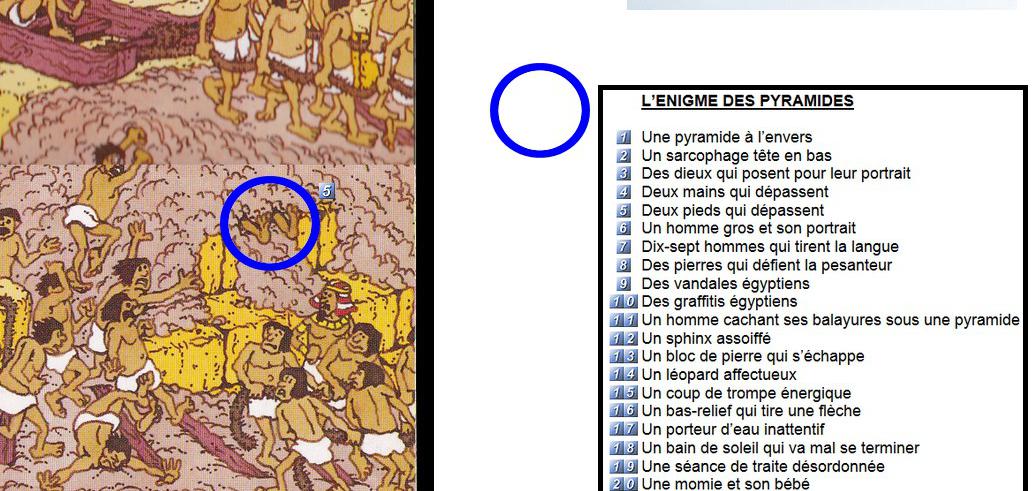 5
L'ENIGME DES PYRAMIDES
1 Une pyramide à l'envers
2 Un sarcophage tête en bas
3 Des dieux qui posent pour leur portrait
4 Deux mains qui dépassent
5 Deux pieds qui dépassent
6 Un homme gros et son portrait
7 Dix-sept hommes qui tirent la langue
8 Des pierres qui défient la pesanteur
9 Des vandales égyptiens
10 Des graffitis égyptiens
11 Un homme cachant ses balayures sous une pyramide
12 Un sphinx assoiffé
13 Un bloc de pierre qui s'échappe
14 Un léopard affectueux
15 Un coup de trompe énergique
16 Un bas-relief qui tire une flèche
17 Un porteur d'eau inattentif
18 Un bain de soleil qui va mal se terminer
19 Une séance de traite désordonnée
20 Une momie et son bébé